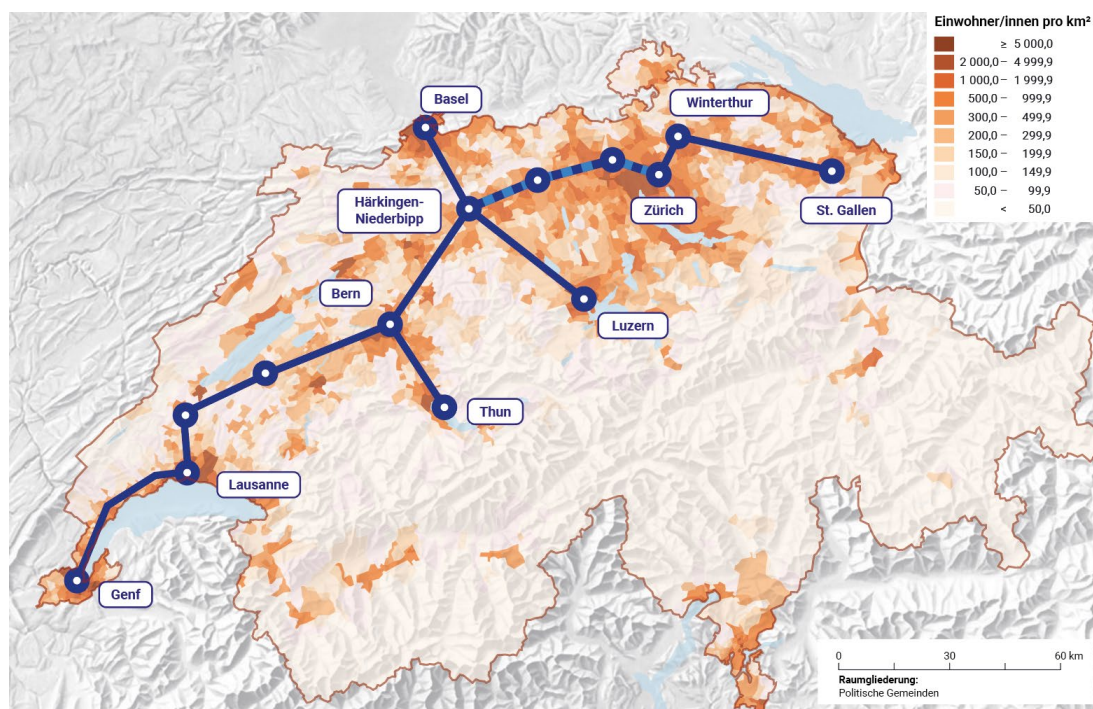 Einwohner/innen pro km²
≥ 5 000,0
2 000,0 – 4 999,9
1 000,0 – 1 999,9
500,0 – 999,9
300,0 – 499,9
200,0 – 299,9
150,0 – 199,9
100,0 – 149,9
50,0 – 99,9
< 50,0
Basel
Winterthur
Härkingen-
Niederbipp
Zürich
St. Gallen
Bern
Luzern
Thun
Lausanne
Genf
0 30 60 km
Raumgliederung:
Politische Gemeinden